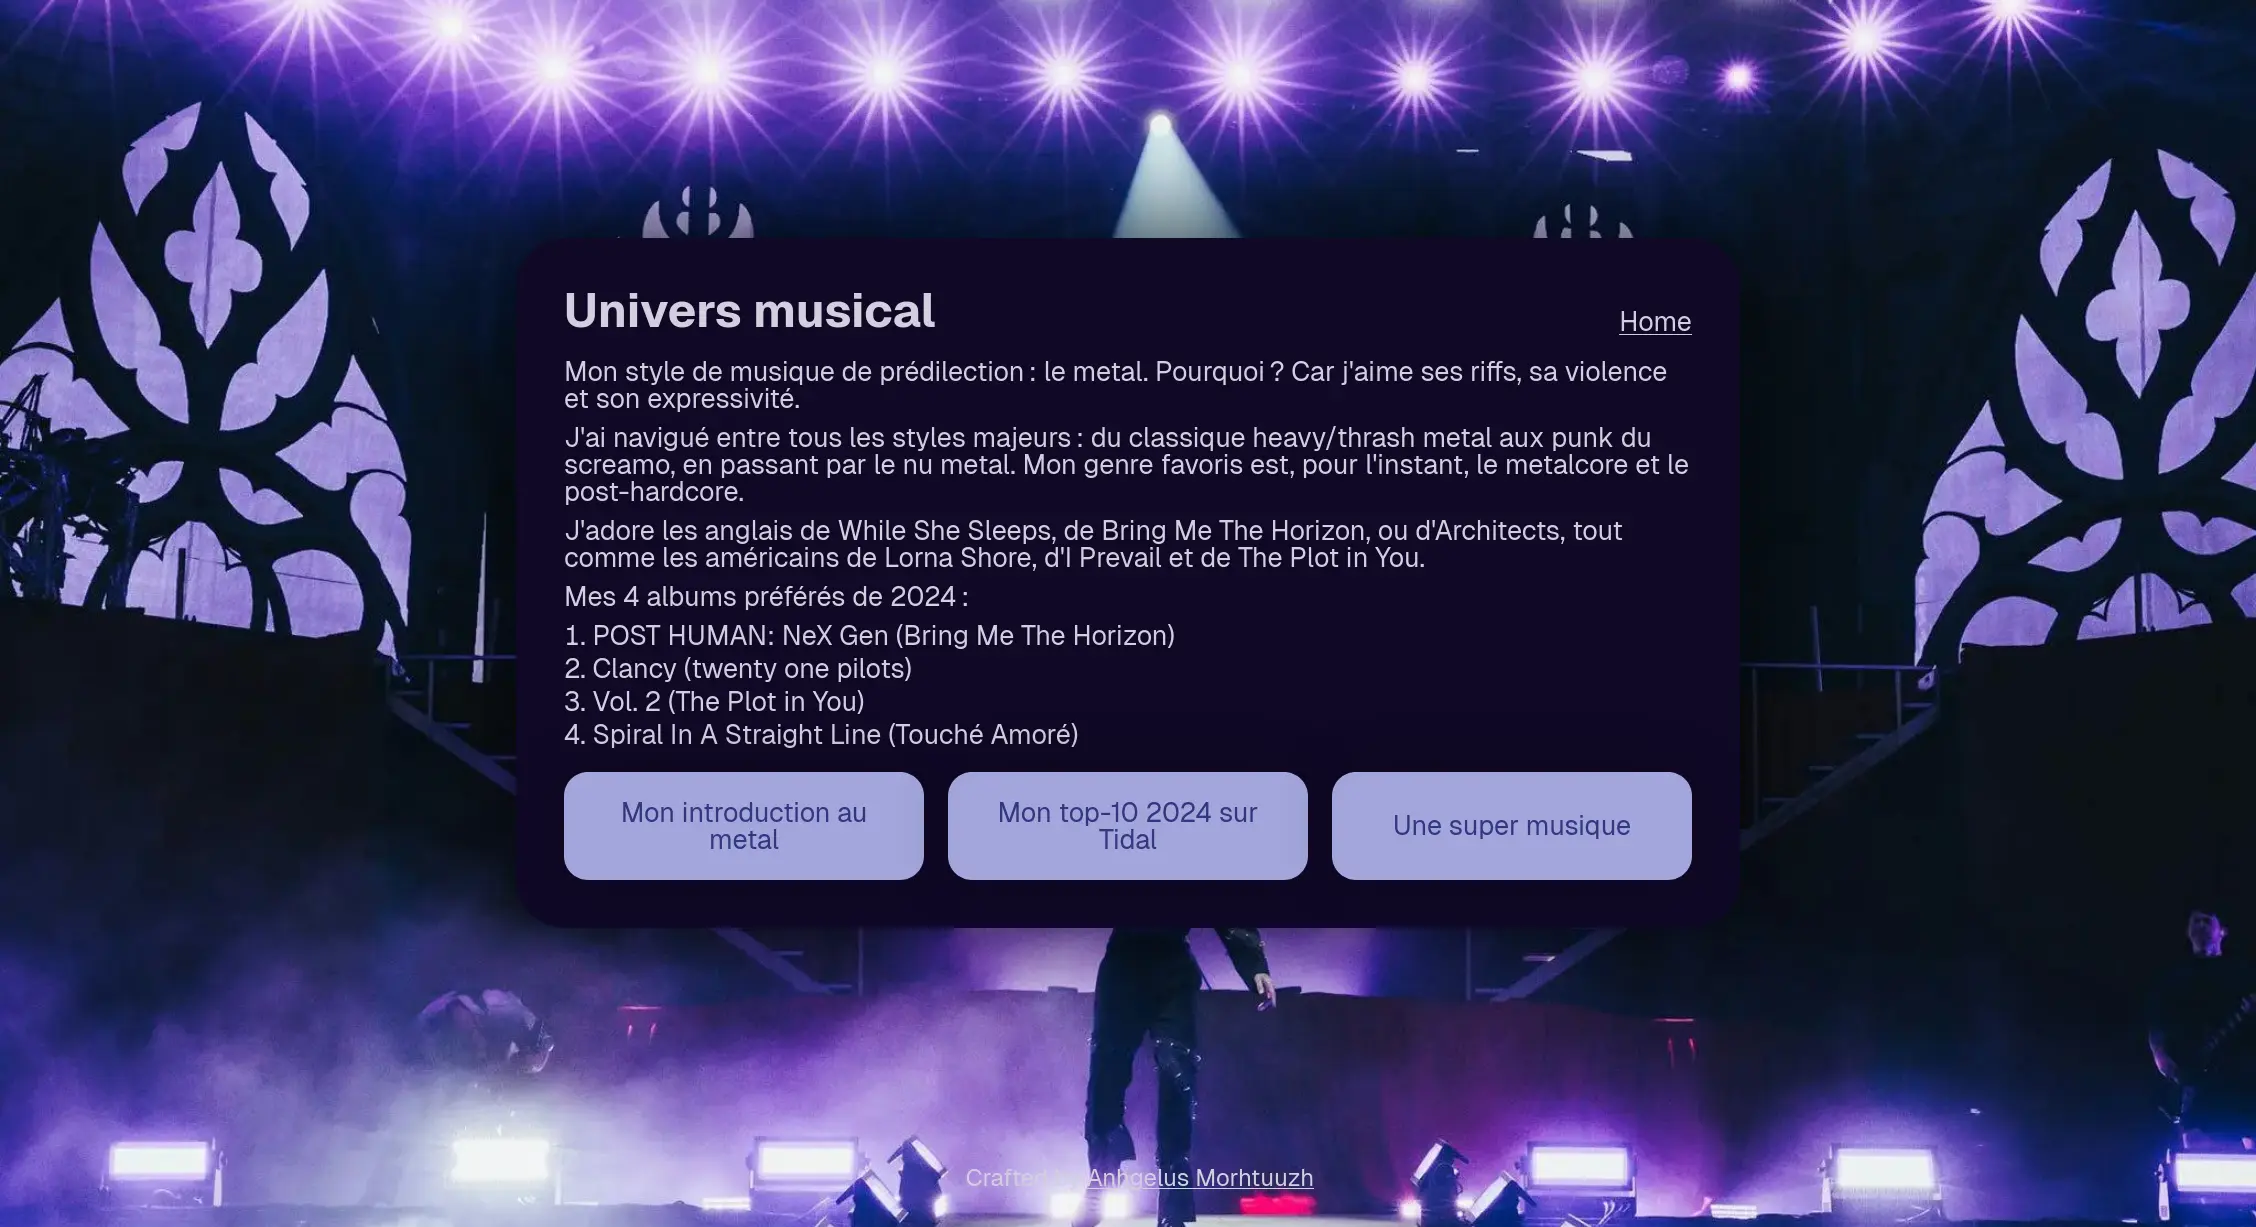 Univers musical
Home
Mon style de musique de prédilection : le metal. Pourquoi ? Car j'aime ses riffs, sa violence
et son expressivité.
J'ai navigué entre tous les styles majeurs : du classique heavy/thrash metal aux punk du
screamo, en passant par le nu metal. Mon genre favoris est, pour l'instant, le metalcore et le
post-hardcore.
J'adore les anglais de While She Sleeps, de Bring Me The Horizon, ou d'Architects, tout
comme les américains de Lorna Shore, d'I Prevail et de The Plot in You.
Mes 4 albums préférés de 2024 :
1. POST HUMAN: NeX Gen (Bring Me The Horizon)
2. Clancy (twenty one pilots)
3. Vol. 2 (The Plot in You)
4. Spiral In A Straight Line (Touché Amoré)
Mon introduction au
metal
Mon top-10 2024 sur
Tidal
Une super musique
Crafted by Anhgelus Morhtuuzh